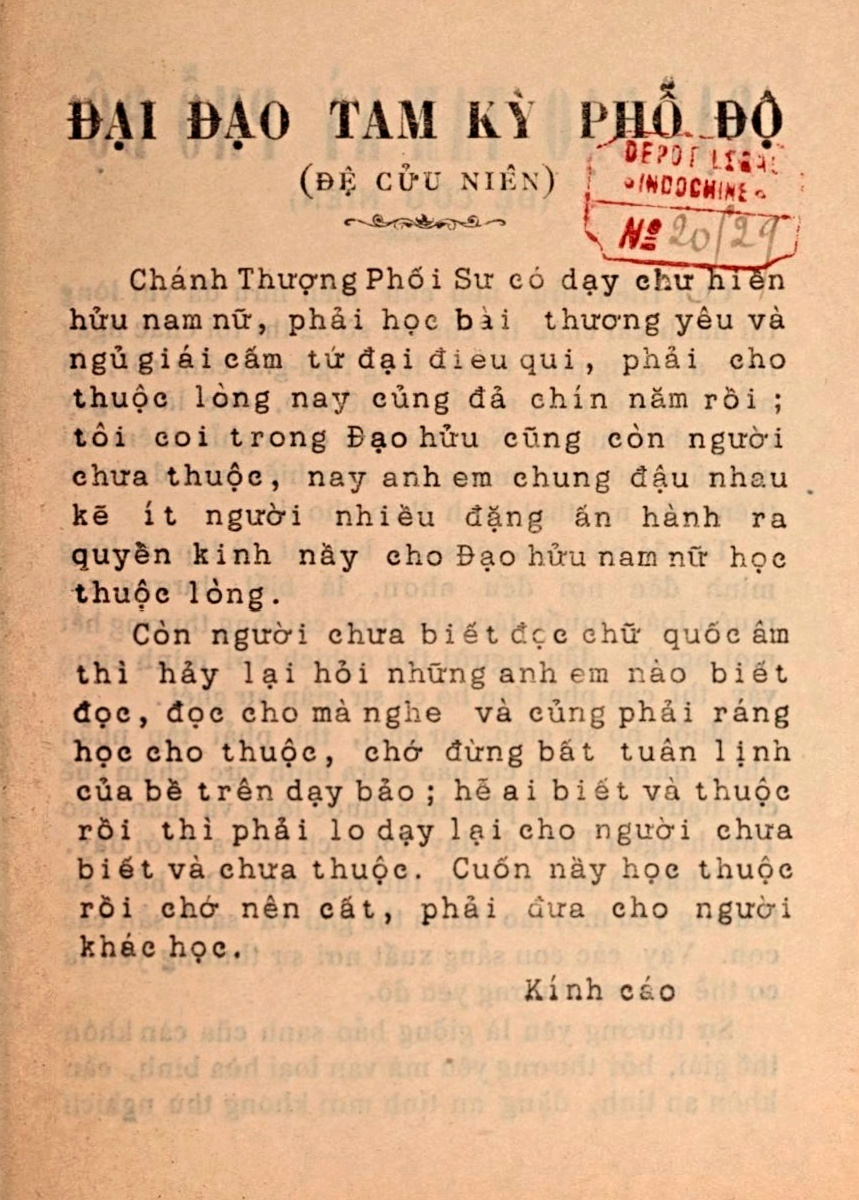 ĐẠI ĐẠO TAM KỲ PHỖ ĐỘ
(ĐỆ CỬU NIÊN)
DEPOT LEGAL
INDOCHINE
Nº 20/29
Chánh Thượng Phối Sư có dạy chư hiền
hửu nam nữ, phải học bài thương yêu và
ngủ giái cấm tứ đại điều qui, phải cho
thuộc lòng nay củng đả chín năm rồi ;
tôi coi trong Đạo hửu cũng còn người
chưa thuộc, nay anh em chung đậu nhau
kẽ ít người nhiều đặng ấn hành ra
quyển kinh nầy cho Đạo hửu nam nữ học
thuộc lòng.
Còn người chưa biết đọc chữ quốc âm
thì hảy lại hỏi những anh em nào biết
đọc, đọc cho mà nghe và củng phải ráng
học cho thuộc, chớ đừng bất tuân lịnh
của bề trên dạy bảo ; hễ ai biết và thuộc
rồi thì phải lo dạy lại cho người chưa
biết và chưa thuộc. Cuốn nầy học thuộc
rồi chớ nên cất, phải đưa cho người
khác học.
Kính cáo